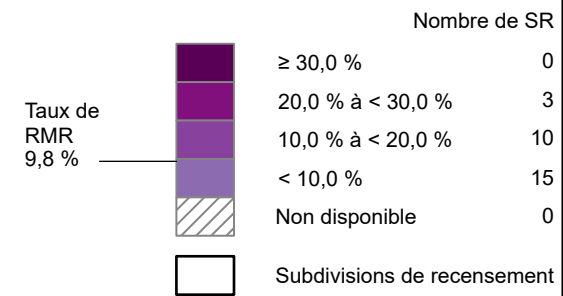 Nombre de SR
≥ 30,0 % 0
20,0 % à < 30,0 % 3
10,0 % à < 20,0 % 10
< 10,0 % 15
Non disponible 0
Taux de
RMR
9,8 %
Subdivisions de recensement